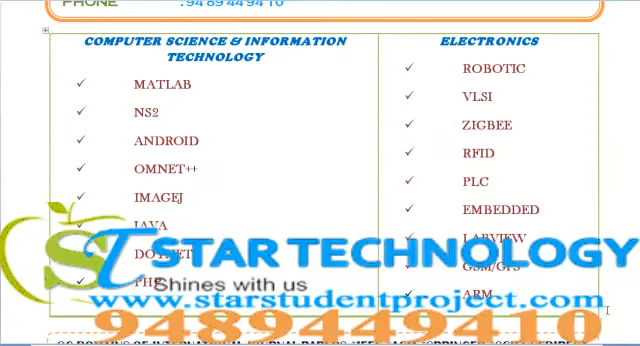 PHONE : 94 89 44 94 10
COMPUTER SCIENCE & INFORMATION
TECHNOLOGY
MATLAB
NS2
ANDROID
OMNET++
IMAGEJ
JAVA
DOTNET
PHP
ELECTRONICS
ROBOTIC
VLSI
ZIGBEE
RFID
PLC
EMBEDDED
LABVIEW
GSM/GPS
ARM
ST STAR TECHNOLOGY
Shines with us
www.starstudentproject.com
9489449410